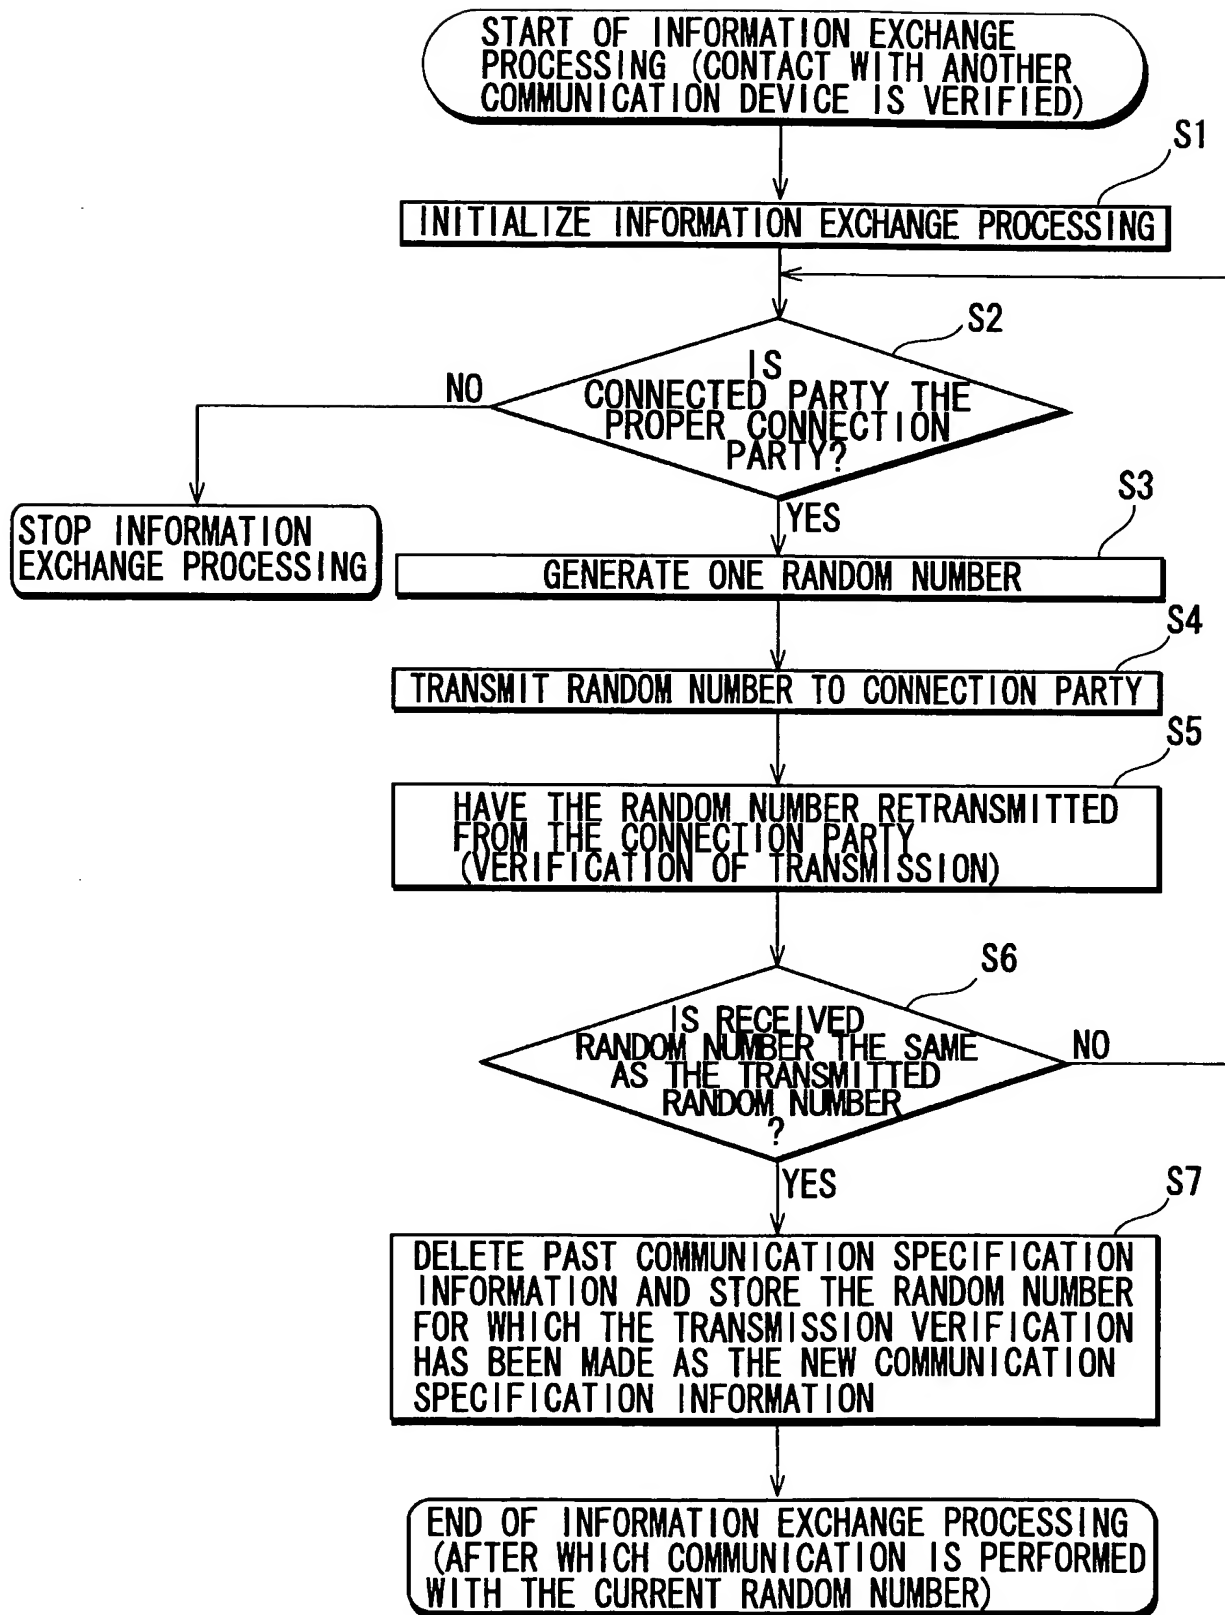 START OF INFORMATION EXCHANGE
PROCESSING (CONTACT WITH ANOTHER
COMMUNICATION DEVICE IS VERIFIED)
S1
INITIALIZE INFORMATION EXCHANGE PROCESSING
S2
IS
CONNECTED PARTY THE
PROPER CONNECTION
PARTY?
NO
YES
STOP INFORMATION
EXCHANGE PROCESSING
S3
GENERATE ONE RANDOM NUMBER
S4
TRANSMIT RANDOM NUMBER TO CONNECTION PARTY
S5
HAVE THE RANDOM NUMBER RETRANSMITTED
FROM THE CONNECTION PARTY
(VERIFICATION OF TRANSMISSION)
S6
IS RECEIVED
RANDOM NUMBER THE SAME
AS THE TRANSMITTED
RANDOM NUMBER
?
NO
YES
S7
DELETE PAST COMMUNICATION SPECIFICATION
INFORMATION AND STORE THE RANDOM NUMBER
FOR WHICH THE TRANSMISSION VERIFICATION
HAS BEEN MADE AS THE NEW COMMUNICATION
SPECIFICATION INFORMATION
END OF INFORMATION EXCHANGE PROCESSING
(AFTER WHICH COMMUNICATION IS PERFORMED
WITH THE CURRENT RANDOM NUMBER)